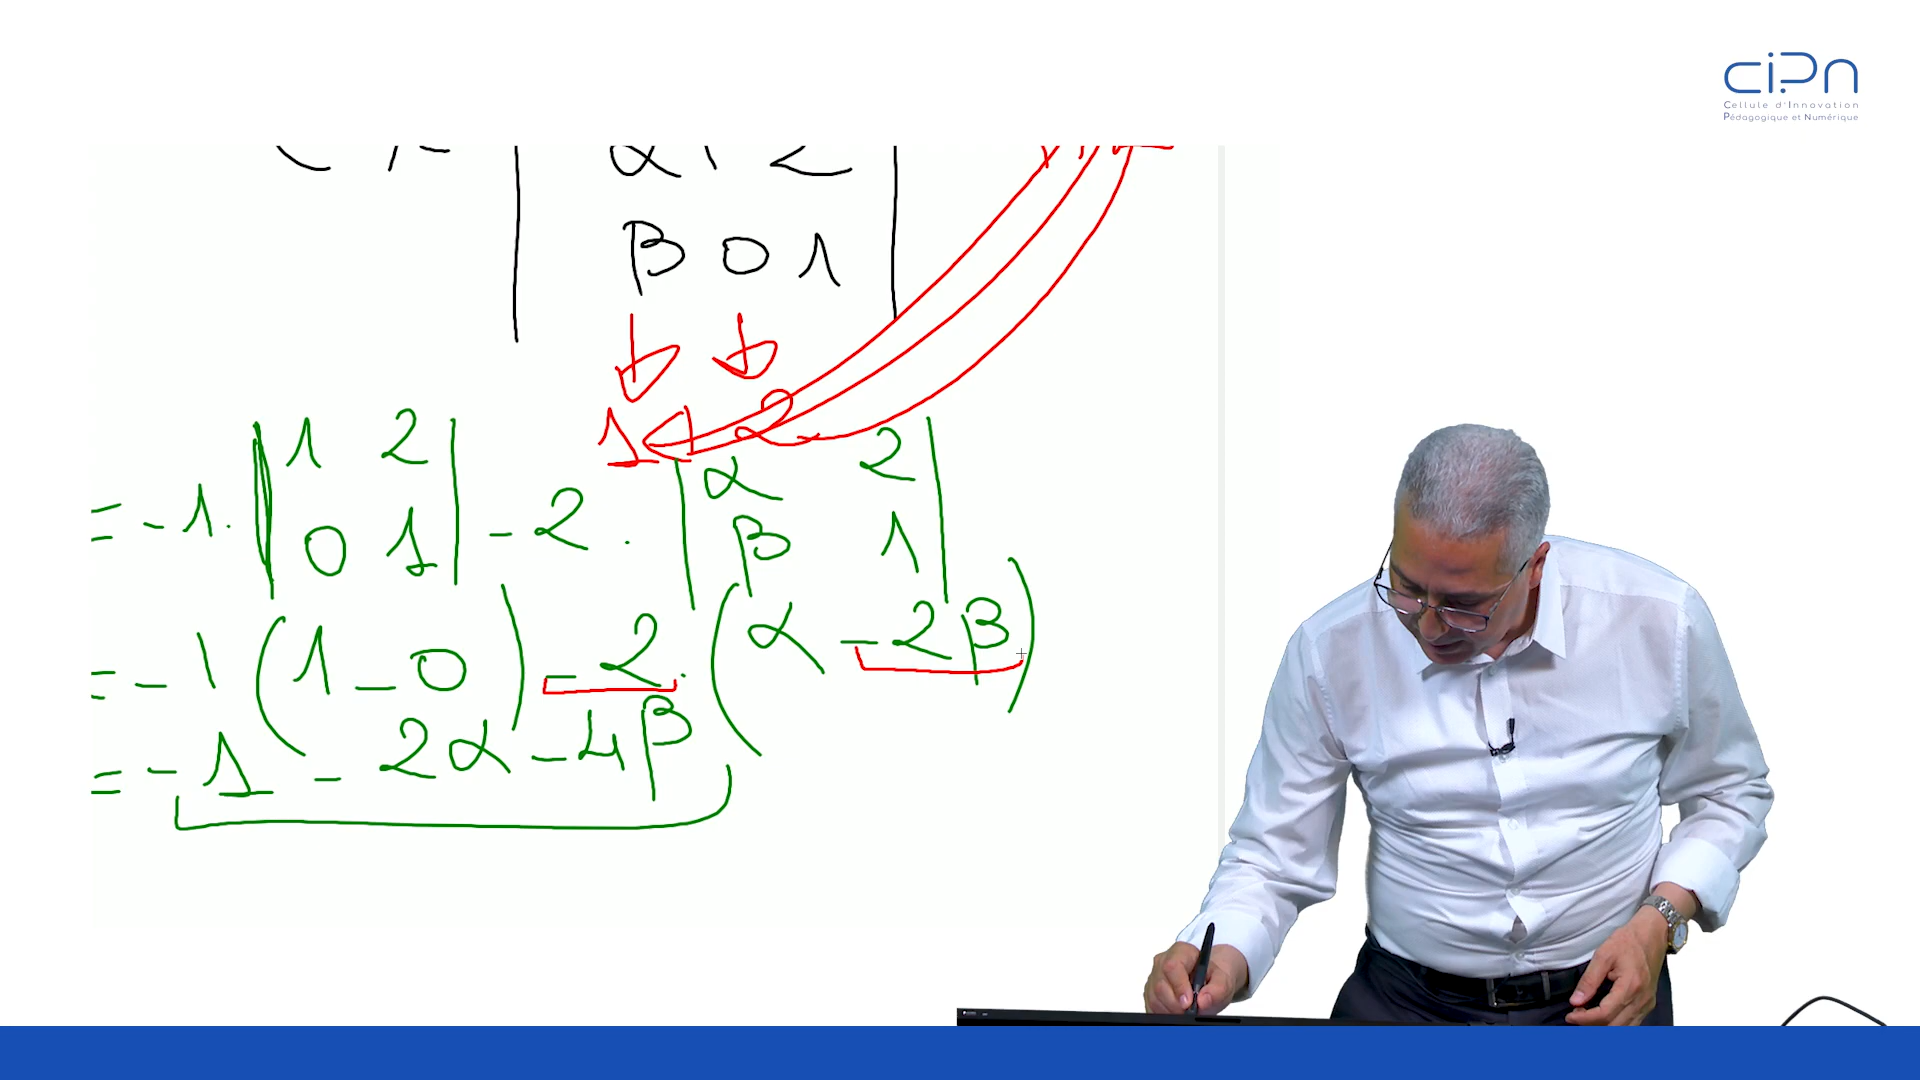 cipn
Cellule d'Innovation
Pédagogique et Numérique
α 1 2
β 0 1
1 2
= -1. | 1 2 | - 2 . | α 2 |
| 0 1 | | β 1 |
= - 1 ( 1 - 0 ) - 2. ( α - 2β )
= - 1 - 2α - 4β